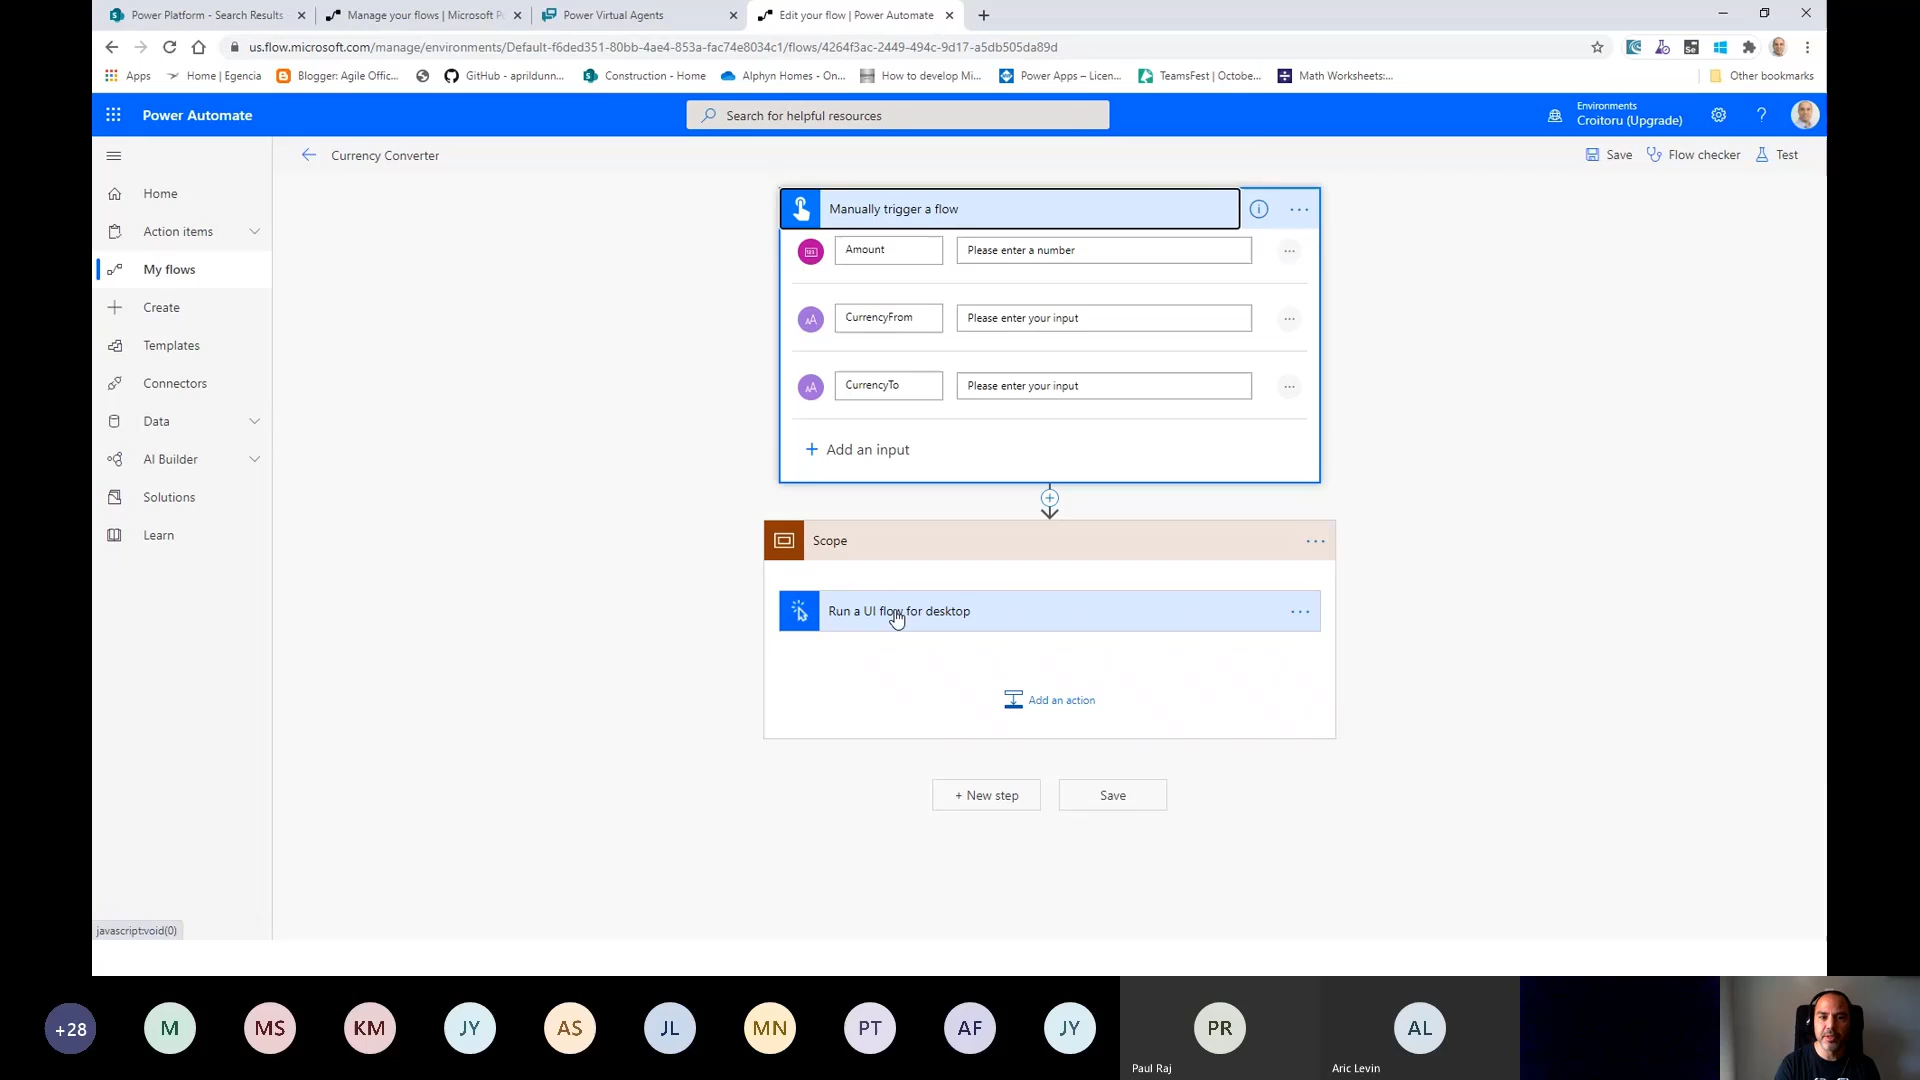 Power Platform - Search Results
Manage your flows | Microsoft P
Power Virtual Agents
Edit your flow | Power Automate
us.flow.microsoft.com/manage/environments/Default-f6ded351-80bb-4ae4-853a-fac74e8034c1/flows/4264f3ac-2449-494c-9d17-a5db505da89d
Apps
Home | Egencia
Blogger: Agile Offic...
GitHub - aprildunn...
Construction - Home
Alphyn Homes - On...
How to develop Mi...
Power Apps – Licen...
TeamsFest | Octobe...
Math Worksheets:...
Other bookmarks
Power Automate
Search for helpful resources
Environments
Croitoru (Upgrade)
Currency Converter
Save
Flow checker
Test
Home
Action items
My flows
Create
Templates
Connectors
Data
AI Builder
Solutions
Learn
Manually trigger a flow
Amount
Please enter a number
CurrencyFrom
Please enter your input
CurrencyTo
Please enter your input
Add an input
Scope
Run a UI flow for desktop
Add an action
+ New step
Save
javascript:void(0)
+28
M
MS
KM
JY
AS
JL
MN
PT
AF
JY
PR
AL
Paul Raj
Aric Levin